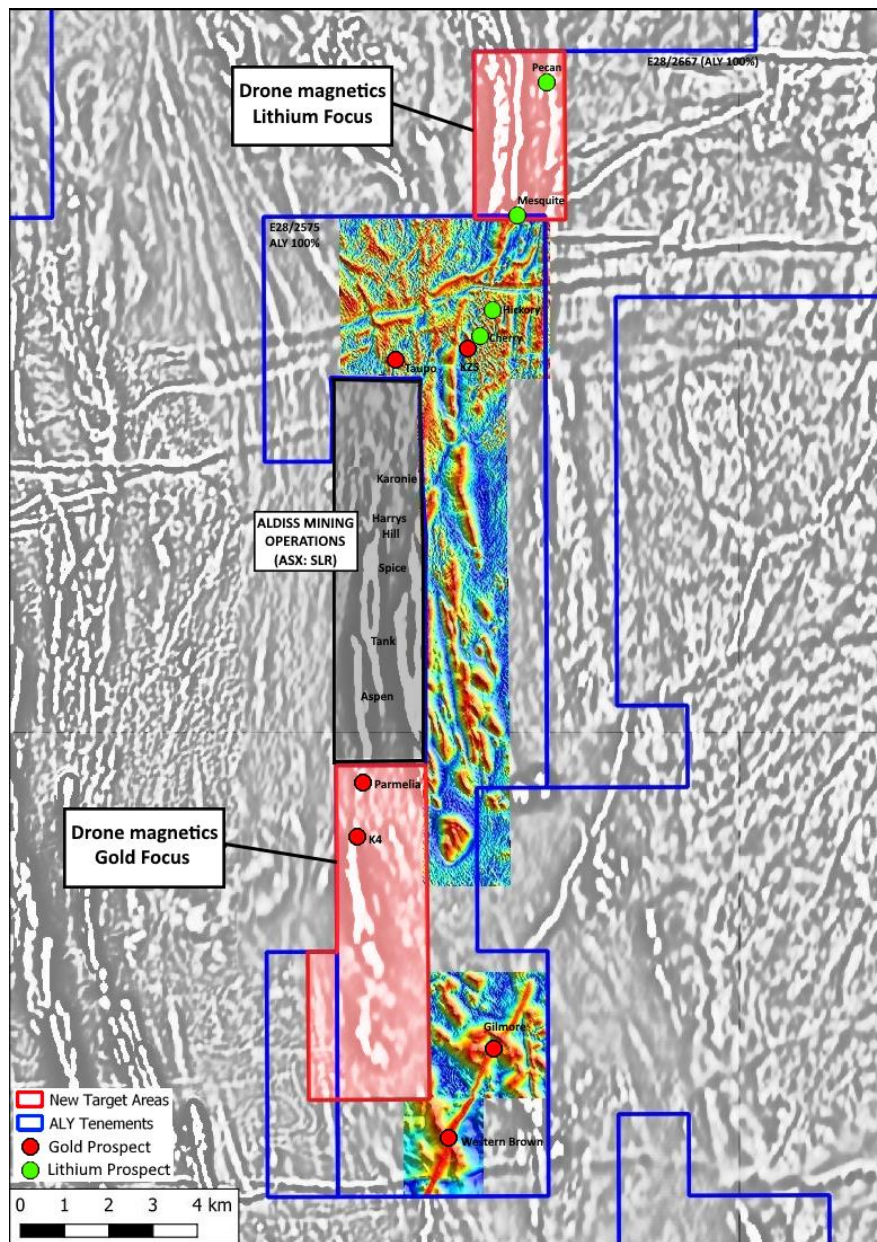 Pecan
E28/2667 (ALY 100%)
Drone magnetics
Lithium Focus
Mesquite
E28/2575
ALY 100%
Hickory
Cherry
KZ5
Taupo
Karonie
Harrys
Hill
ALDISS MINING
OPERATIONS
(ASX: SLR)
Spice
Tank
Aspen
Parmelia
Drone magnetics
Gold Focus
K4
Gilmore
New Target Areas
ALY Tenements
Gold Prospect
Lithium Prospect
Western Brown
0 1 2 3 4 km